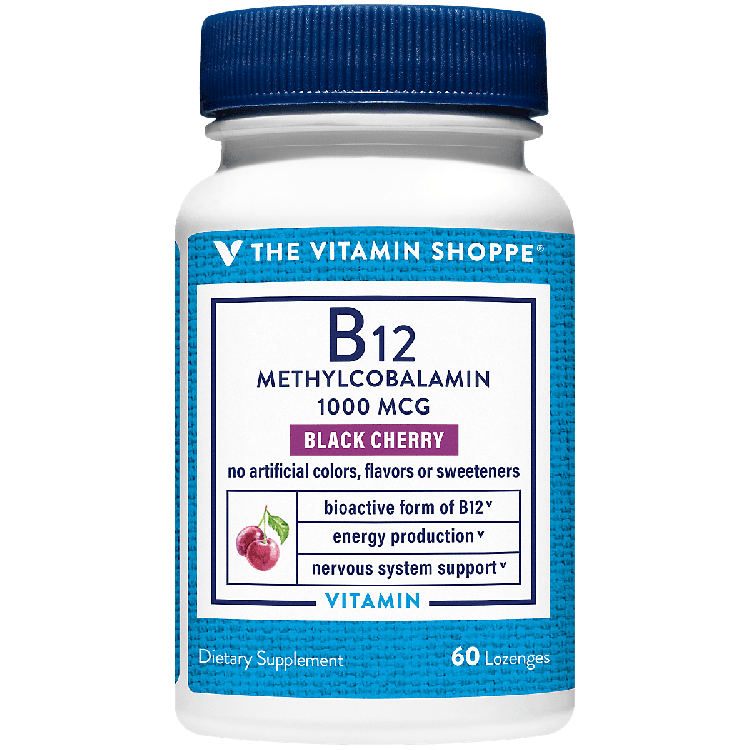 THE VITAMIN SHOPPE®
B12
METHYLCOBALAMIN
1000 MCG
BLACK CHERRY
no artificial colors, flavors or sweeteners
bioactive form of B12˅
energy production˅
nervous system support˅
VITAMIN
Dietary Supplement
60 Lozenges